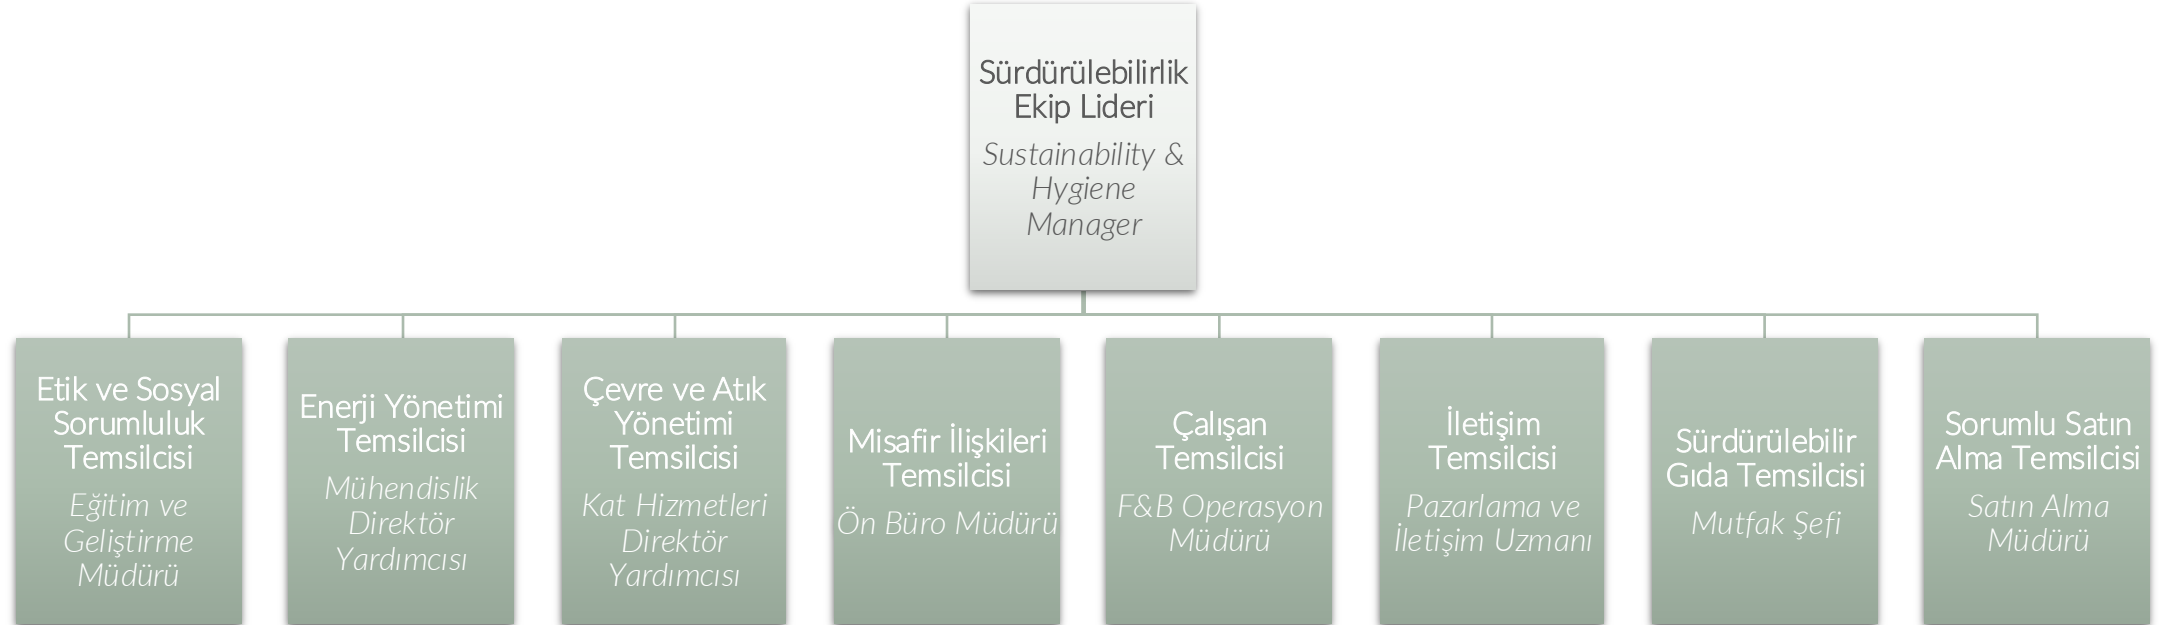 Sürdürülebilirlik
Ekip Lideri
Sustainability &
Hygiene
Manager
Etik ve Sosyal
Sorumluluk
Temsilcisi
Eğitim ve
Geliştirme
Müdürü
Enerji Yönetimi
Temsilcisi
Mühendislik
Direktör
Yardımcısı
Çevre ve Atık
Yönetimi
Temsilcisi
Kat Hizmetleri
Direktör
Yardımcısı
Misafir İlişkileri
Temsilcisi
Ön Büro Müdürü
Çalışan
Temsilcisi
F&B Operasyon
Müdürü
İletişim
Temsilcisi
Pazarlama ve
İletişim Uzmanı
Sürdürülebilir
Gıda Temsilcisi
Mutfak Şefi
Sorumlu Satın
Alma Temsilcisi
Satın Alma
Müdürü